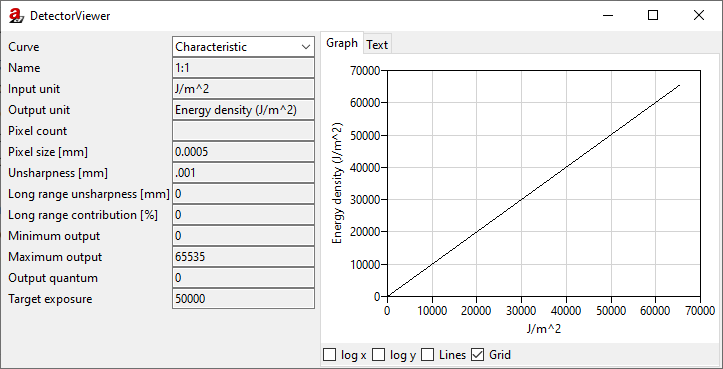 DetectorViewer
Curve Characteristic
Name 1:1
Input unit J/m^2
Output unit Energy density (J/m^2)
Pixel count
Pixel size [mm] 0.0005
Unsharpness [mm] .001
Long range unsharpness [mm] 0
Long range contribution [%] 0
Minimum output 0
Maximum output 65535
Output quantum 0
Target exposure 50000
Graph Text
70000
60000
50000
40000
30000
20000
10000
0
Energy density (J/m^2)
0 10000 20000 30000 40000 50000 60000 70000
J/m^2
log x log y Lines Grid